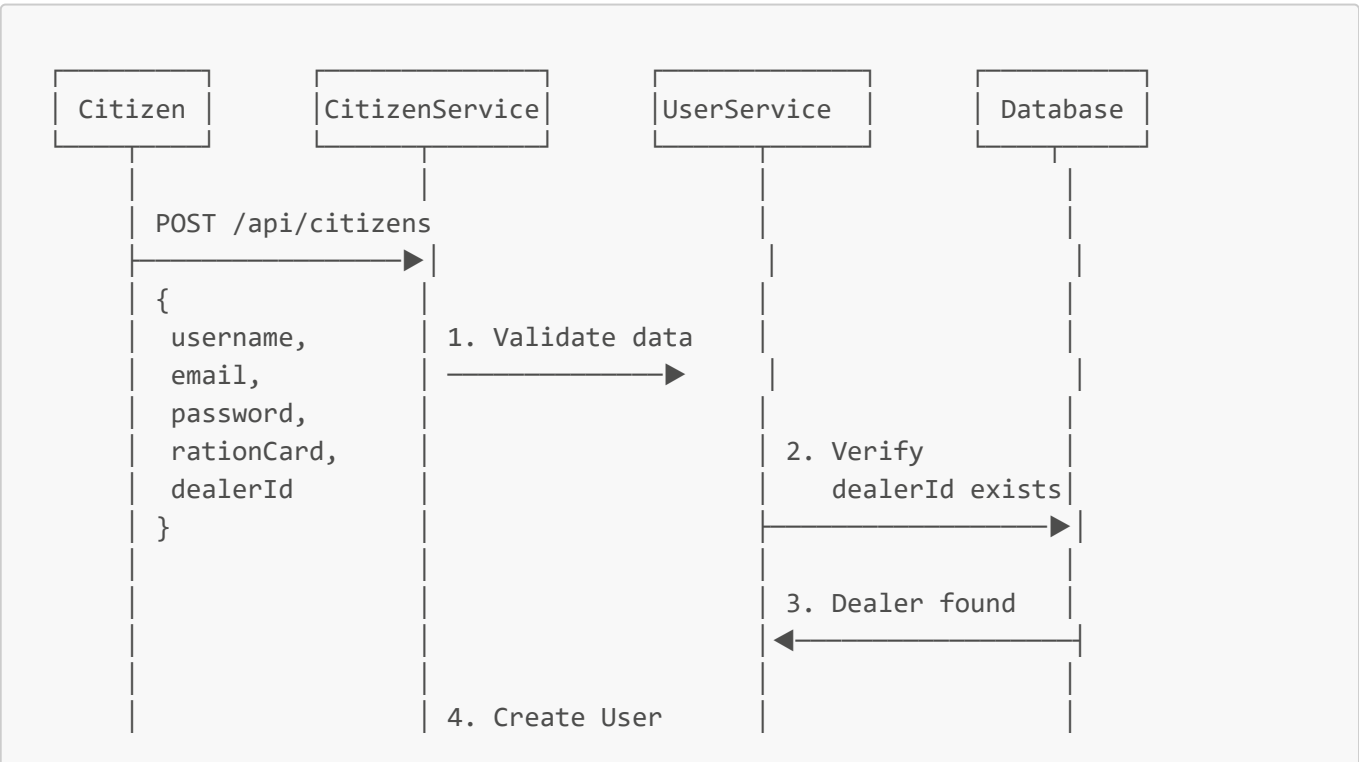 Citizen CitizenService UserService Database
POST /api/citizens
{
username, 1. Validate data
email,
password,
rationCard, 2. Verify
dealerId dealerId exists
}
3. Dealer found
4. Create User